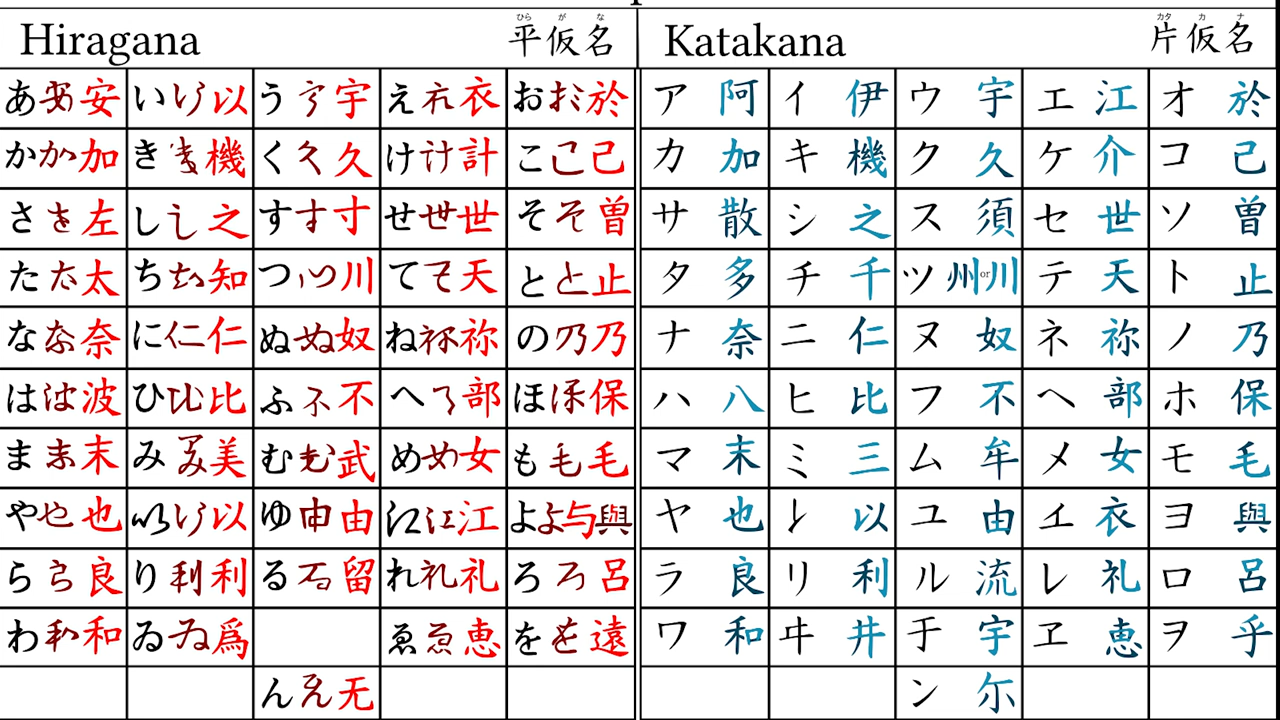 ひら が な カタ カ ナ
Hiragana 平仮名 Katakana 片仮名
あ安 い以 う宇 え衣 お於 ア阿 イ伊 ウ宇 エ江 オ於
か加 き機 く久 け計 こ己 カ加 キ機 ク久 ケ介 コ己
さ左 し之 す寸 せ世 そ曽 サ散 シ之 ス須 セ世 ソ曽
た太 ち知 つ川 て天 と止 タ多 チ千 ツ州or川 テ天 ト止
な奈 に仁 ぬ奴 ね祢 の乃 ナ奈 ニ仁 ヌ奴 ネ祢 ノ乃
は波 ひ比 ふ不 へ部 ほ保 ハ八 ヒ比 フ不 ヘ部 ホ保
ま末 み美 む武 め女 も毛 マ末 ミ三 ム牟 メ女 モ毛
や也 以 ゆ由 江 よ与與 ヤ也 以 ユ由 衣 ヨ與
ら良 り利 る留 れ礼 ろ呂 ラ良 リ利 ル流 レ礼 ロ呂
わ和 ゐ爲 ゑ恵 を遠 ワ和 ヰ井 于宇 ヱ恵 ヲ乎
ん无 ン尓